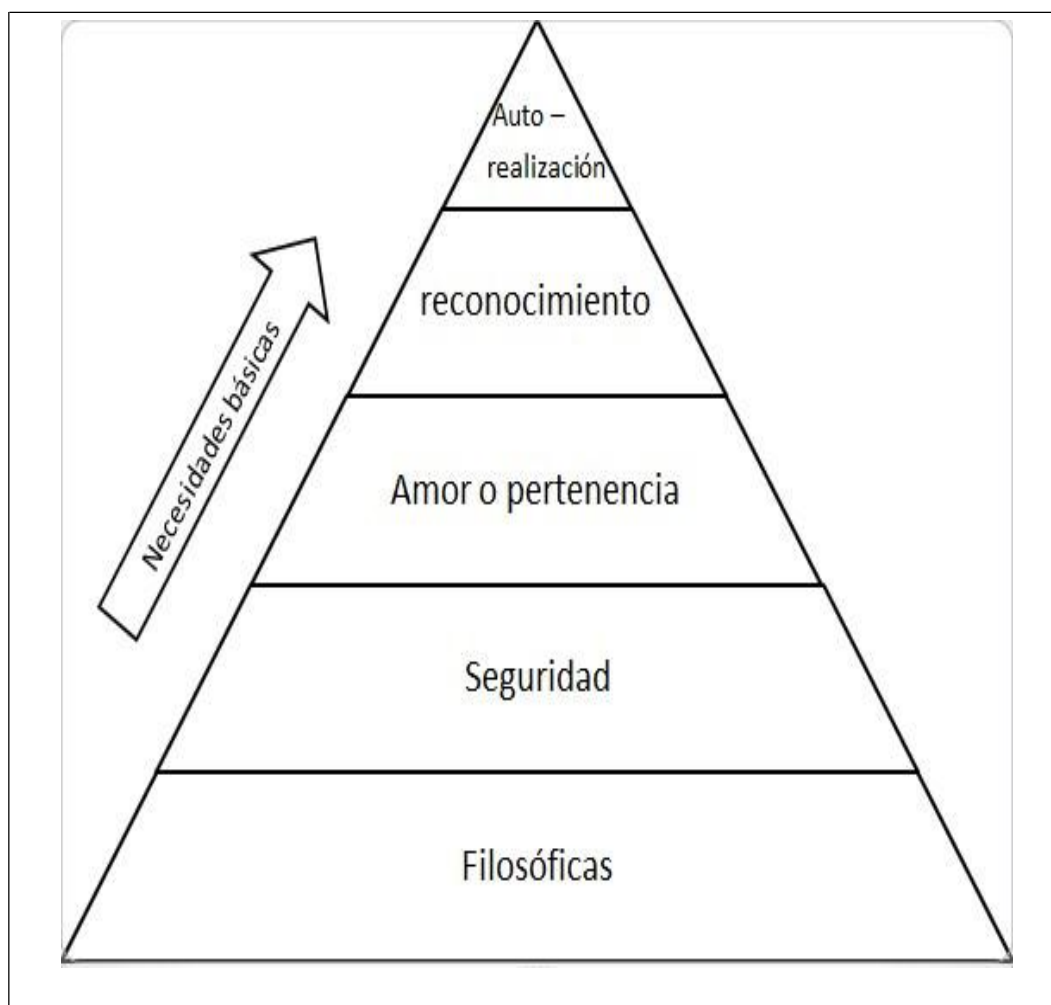 Auto –
realización
reconocimiento
Necesidades básicas
Amor o pertenencia
Seguridad
Filosóficas